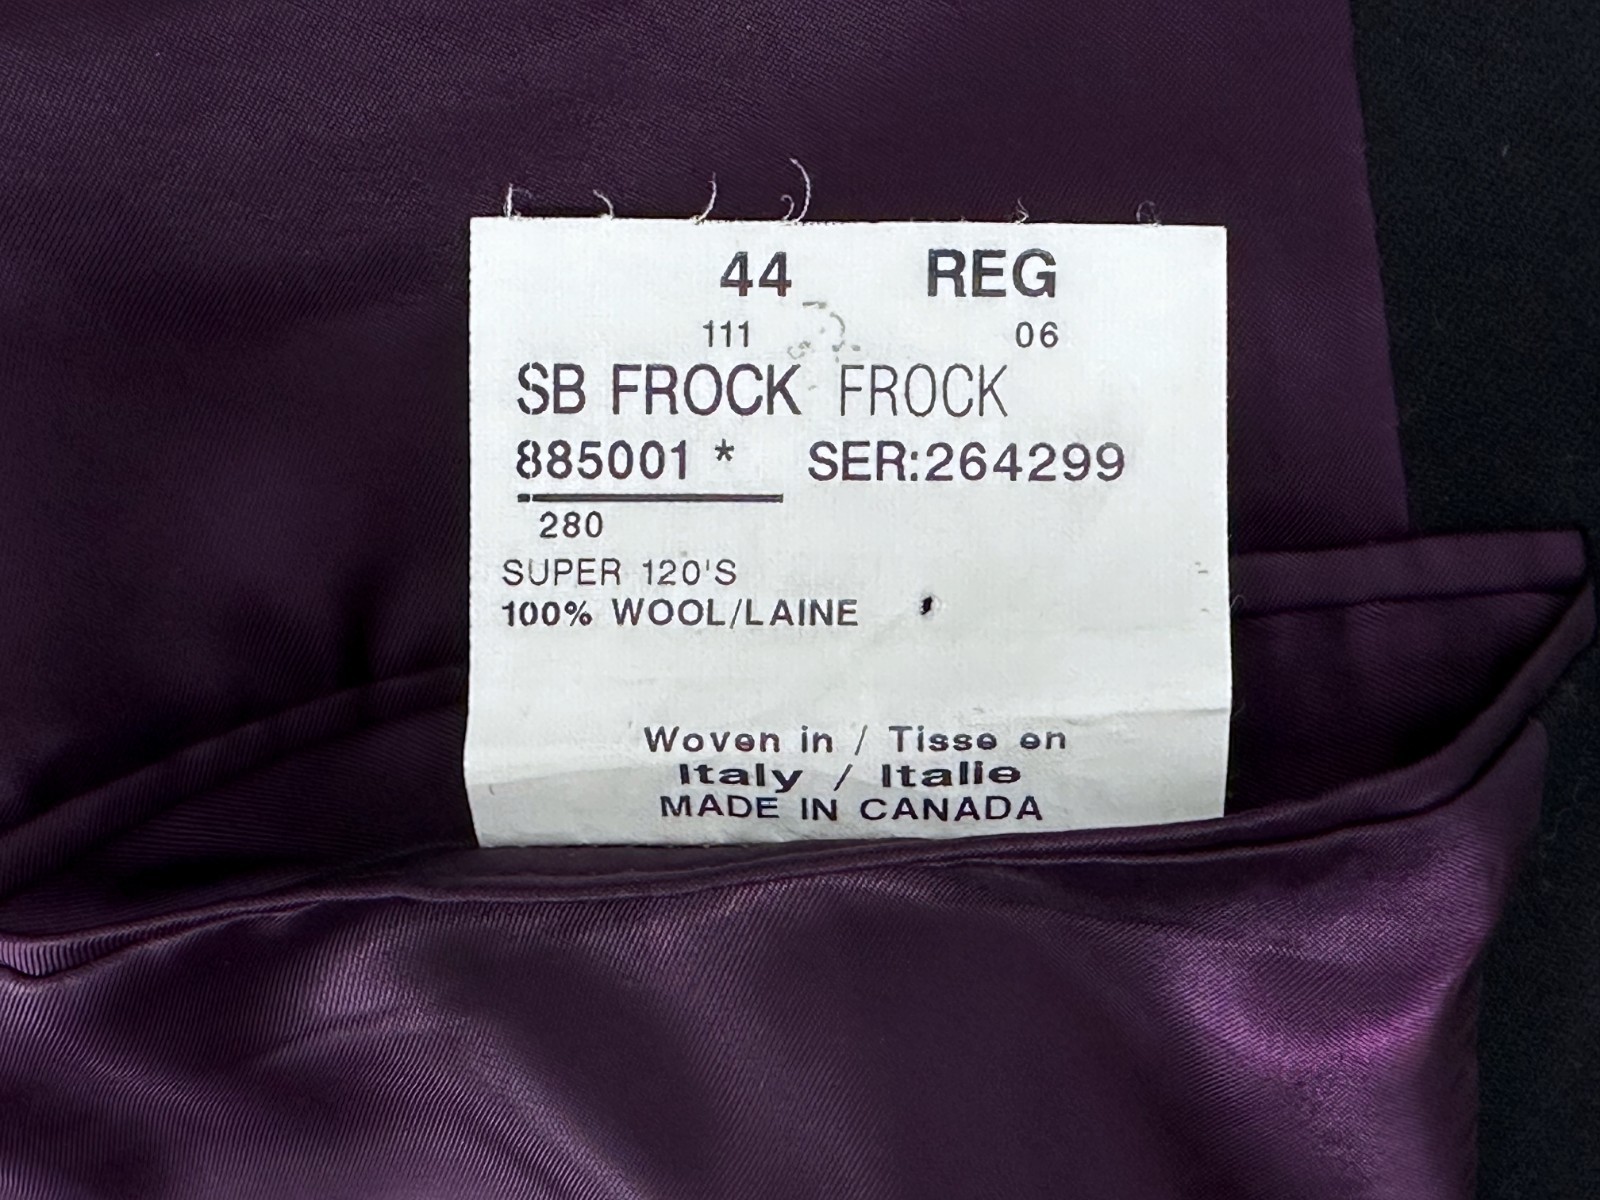 44 REG
111 06
SB FROCK FROCK
885001 * SER:264299
280
SUPER 120'S
100% WOOL/LAINE
Woven in / Tisse en
Italy / Italie
MADE IN CANADA